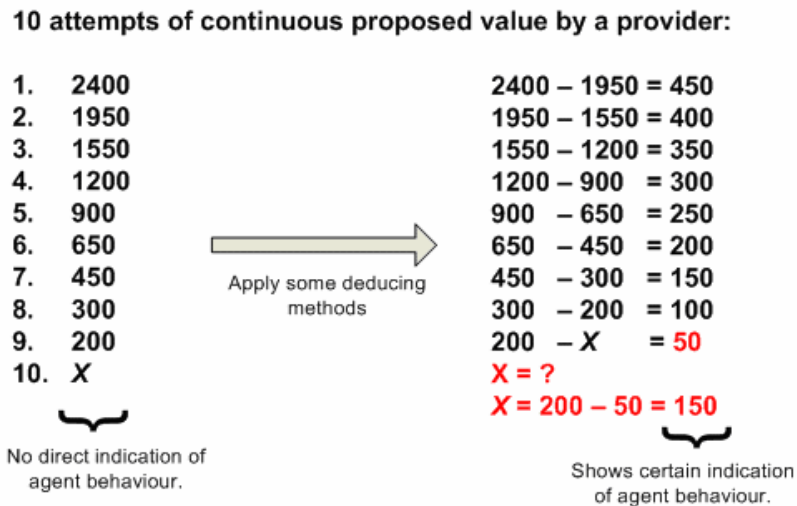 10 attempts of continuous proposed value by a provider:
1. 2400
2. 1950
3. 1550
4. 1200
5. 900
6. 650
7. 450
8. 300
9. 200
10. X
No direct indication of
agent behaviour.
Apply some deducing
methods
2400 – 1950 = 450
1950 – 1550 = 400
1550 – 1200 = 350
1200 – 900 = 300
900 – 650 = 250
650 – 450 = 200
450 – 300 = 150
300 – 200 = 100
200 – X = 50
X = ?
X = 200 – 50 = 150
Shows certain indication
of agent behaviour.